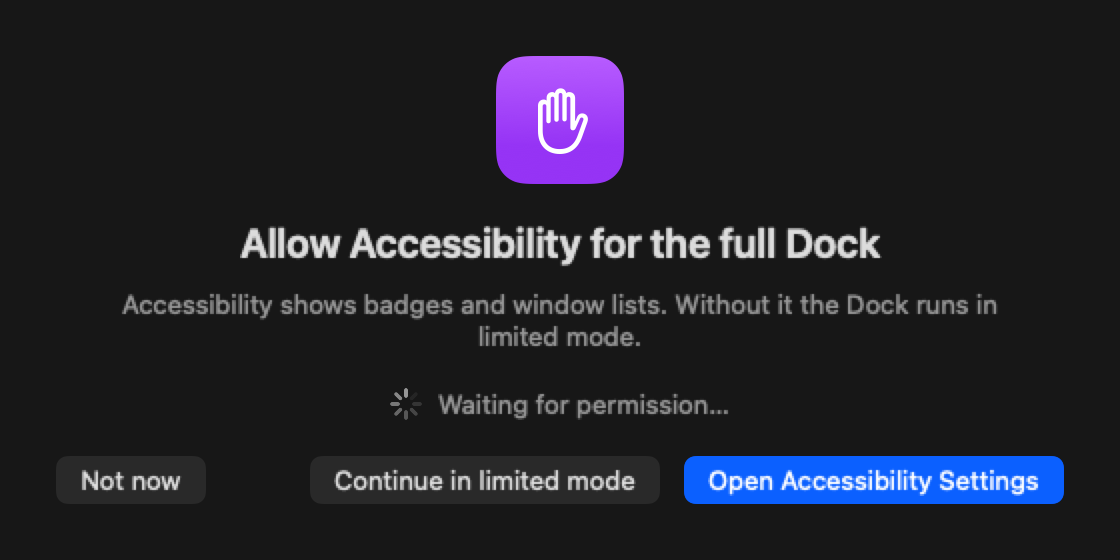 Allow Accessibility for the full Dock
Accessibility shows badges and window lists. Without it the Dock runs in
limited mode.
Waiting for permission...
Not now
Continue in limited mode
Open Accessibility Settings